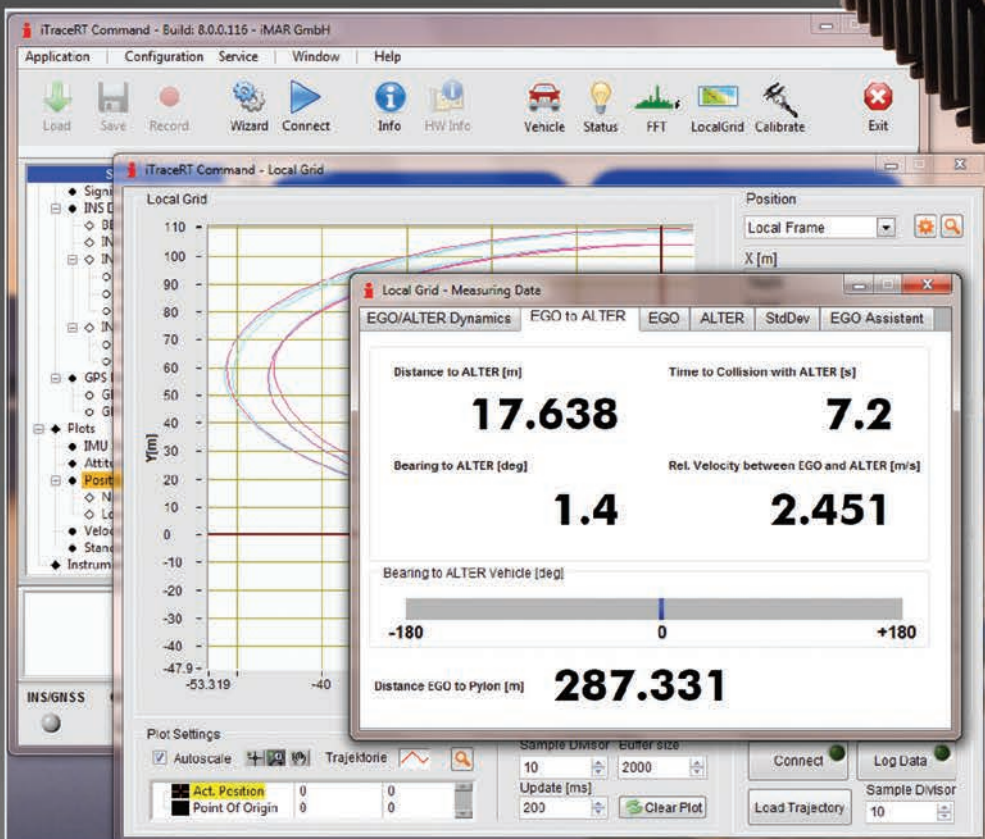 iTraceRT Command - Build: 8.0.0.116 - iMAR GmbH
Application Configuration Service Window Help
Load Save Record Wizard Connect Info HW Info Vehicle Status FFT LocalGrid Calibrate Exit
INS
GPS
Plots
IMU
Instrum
INS/GNSS
iTraceRT Command - Local Grid
Local Grid
Position
Local Frame
X [m]
Y[m]
110
100
90
80
70
60
50
40
30
20
10
0
-10
-20
-30
-40
-47.9
-53.319 -40
Local Grid - Measuring Data
EGO/ALTER Dynamics EGO to ALTER EGO ALTER StdDev EGO Assistent
Distance to ALTER [m] Time to Collision with ALTER [s]
17.638 7.2
Bearing to ALTER [deg] Rel. Velocity between EGO and ALTER [m/s]
1.4 2.451
Bearing to ALTER Vehicle [deg]
-180 0 +180
Distance EGO to Pylon [m] 287.331
Plot Settings
Autoscale Trajektorie
Act. Position 0 0
Point Of Origin 0 0
Sample Divisor Buffer size
10 2000
Update [ms]
200 Clear Plot
Connect Log Data
Load Trajectory Sample Divisor
10